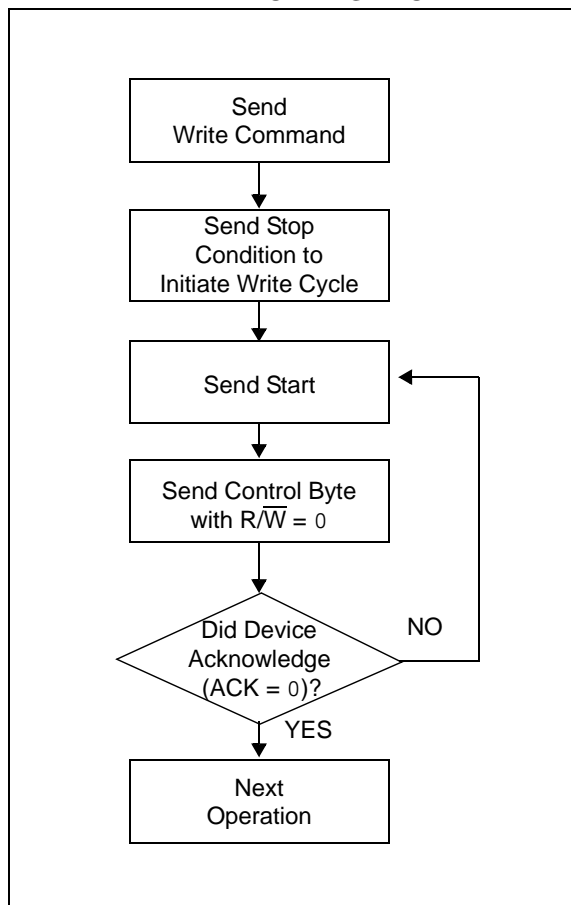 Send
Write Command
Send Stop
Condition to
Initiate Write Cycle
Send Start
Send Control Byte
with R/W̅ = 0
Did Device
Acknowledge
(ACK = 0)?
NO
YES
Next
Operation